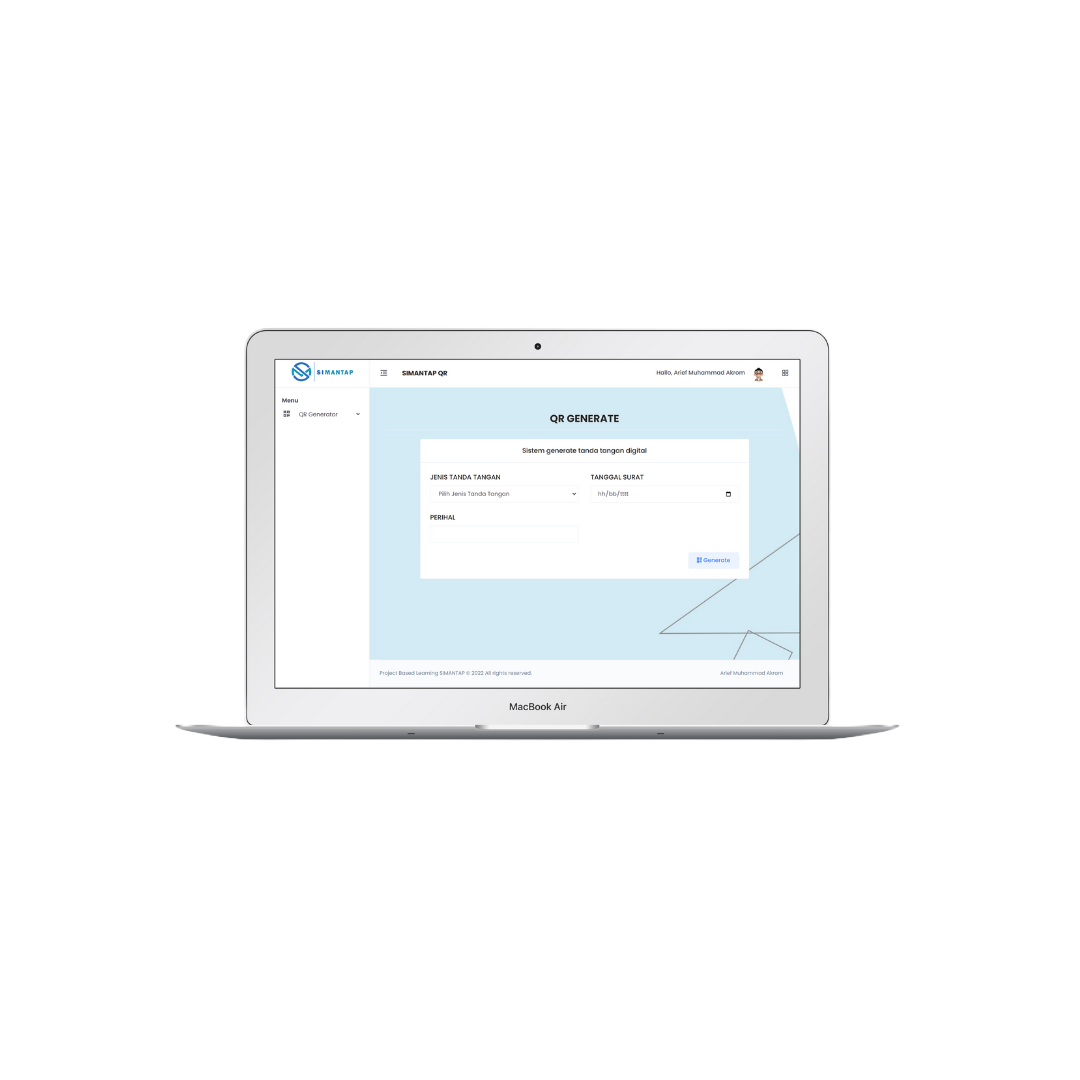 SIMANTAP
SIMANTAP QR
Hallo, Arief Muhammad Akrom
Menu
QR Generator
QR GENERATE
Sistem generate tanda tangan digital
JENIS TANDA TANGAN
TANGGAL SURAT
Pilih Jenis Tanda Tangan
hh/bb/tttt
PERIHAL
Generate
Project Based Learning SIMANTAP © 2022 All rights reserved.
Arief Muhammad Akrom
MacBook Air